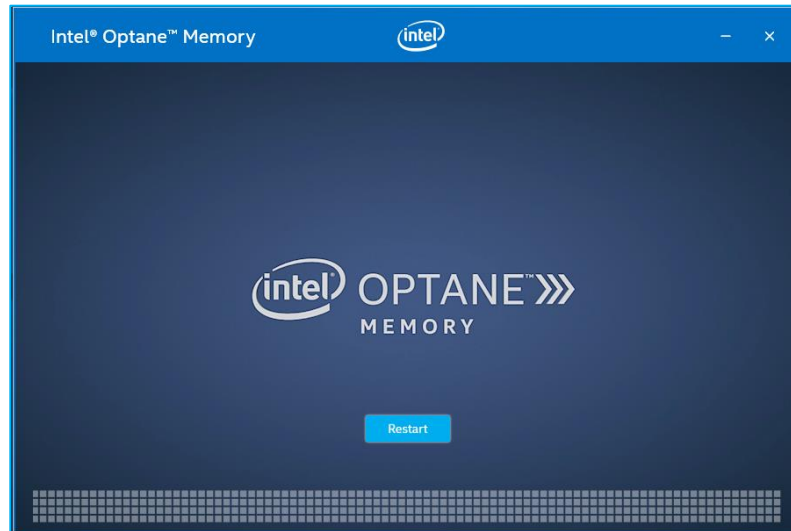 Intel® Optane™ Memory
intel
intel® OPTANE™
MEMORY
Restart